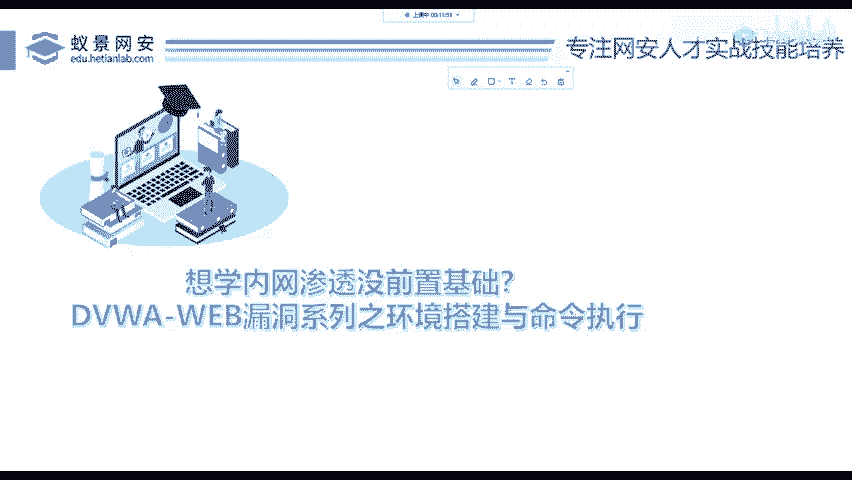 上课中 00:11:59
蚁景网安
edu.hetianlab.com
专注网安人才实战技能培养
想学内网渗透没前置基础?
DVWA-WEB漏洞系列之环境搭建与命令执行